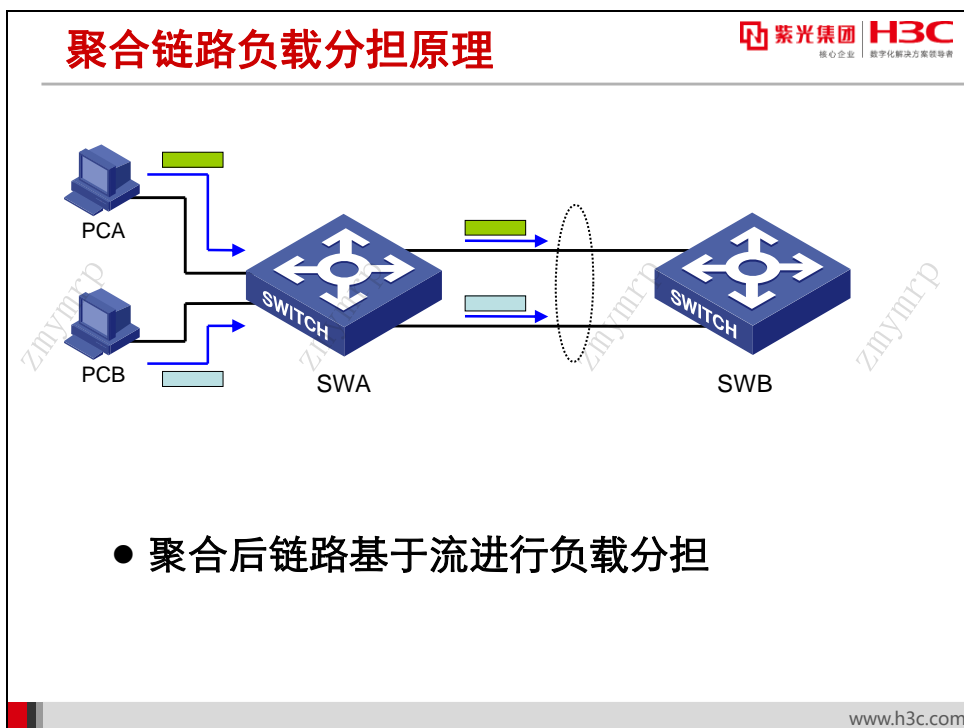 聚合链路负载分担原理
紫光集团
核心企业
H3C
数字化解决方案领导者
PCA
PCB
SWITCH
SWA
SWITCH
SWB
zmymrp
zmymrp
zmymrp
zmymrp
● 聚合后链路基于流进行负载分担
www.h3c.com